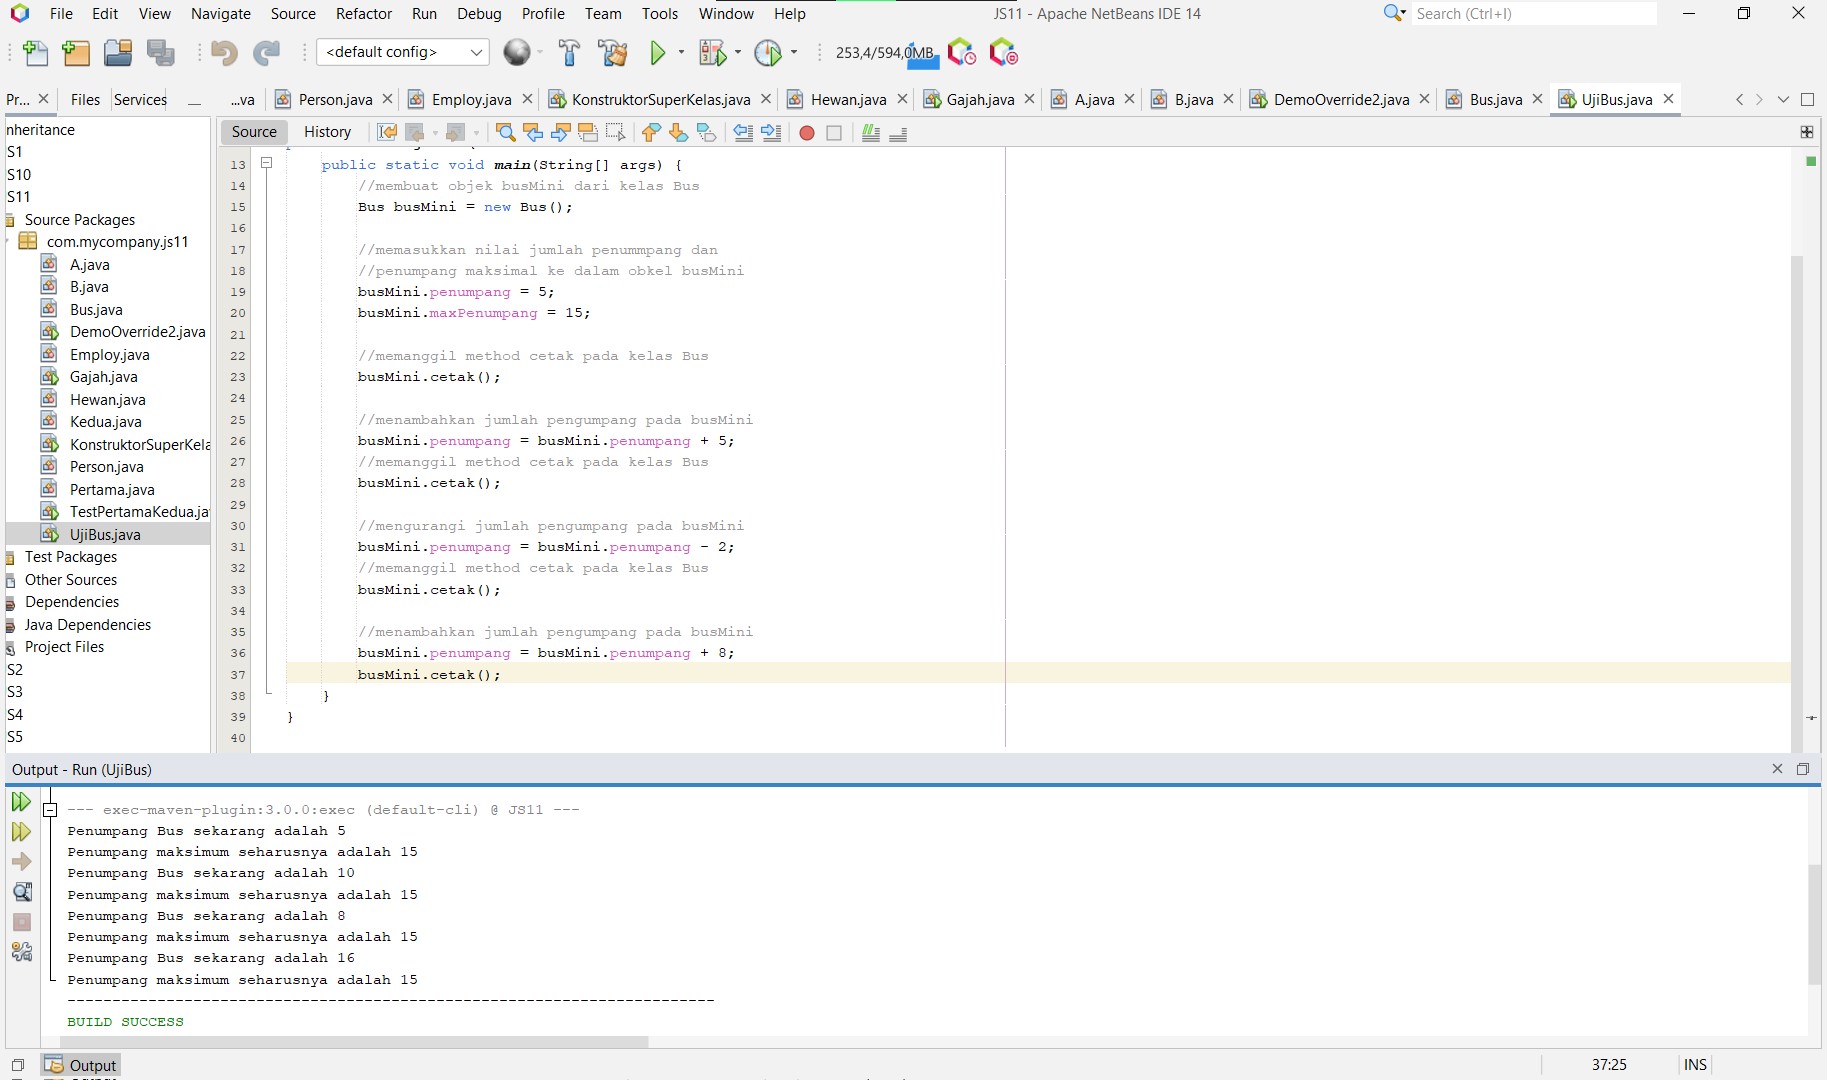 File Edit View Navigate Source Refactor Run Debug Profile Team Tools Window Help JS11 - Apache NetBeans IDE 14 Search (Ctrl+I)
<default config> 253,4/594,0MB
Pr... Files Services ...va Person.java Employ.java KonstruktorSuperKelas.java Hewan.java Gajah.java A.java B.java DemoOverride2.java Bus.java UjiBus.java
nheritance
S1
S10
S11
Source Packages
com.mycompany.js11
A.java
B.java
Bus.java
DemoOverride2.java
Employ.java
Gajah.java
Hewan.java
Kedua.java
KonstruktorSuperKela
Person.java
Pertama.java
TestPertamaKedua.ja
UjiBus.java
Test Packages
Other Sources
Dependencies
Java Dependencies
Project Files
S2
S3
S4
S5
Source History
13 public static void main(String[] args) {
14 //membuat objek busMini dari kelas Bus
15 Bus busMini = new Bus();
16
17 //memasukkan nilai jumlah penummpang dan
18 //penumpang maksimal ke dalam obkel busMini
19 busMini.penumpang = 5;
20 busMini.maxPenumpang = 15;
21
22 //memanggil method cetak pada kelas Bus
23 busMini.cetak();
24
25 //menambahkan jumlah pengumpang pada busMini
26 busMini.penumpang = busMini.penumpang + 5;
27 //memanggil method cetak pada kelas Bus
28 busMini.cetak();
29
30 //mengurangi jumlah pengumpang pada busMini
31 busMini.penumpang = busMini.penumpang - 2;
32 //memanggil method cetak pada kelas Bus
33 busMini.cetak();
34
35 //menambahkan jumlah pengumpang pada busMini
36 busMini.penumpang = busMini.penumpang + 8;
37 busMini.cetak();
38 }
39 }
40
Output - Run (UjiBus)
--- exec-maven-plugin:3.0.0:exec (default-cli) @ JS11 ---
Penumpang Bus sekarang adalah 5
Penumpang maksimum seharusnya adalah 15
Penumpang Bus sekarang adalah 10
Penumpang maksimum seharusnya adalah 15
Penumpang Bus sekarang adalah 8
Penumpang maksimum seharusnya adalah 15
Penumpang Bus sekarang adalah 16
Penumpang maksimum seharusnya adalah 15
------------------------------------------------------------------------
BUILD SUCCESS
Output 37:25 INS